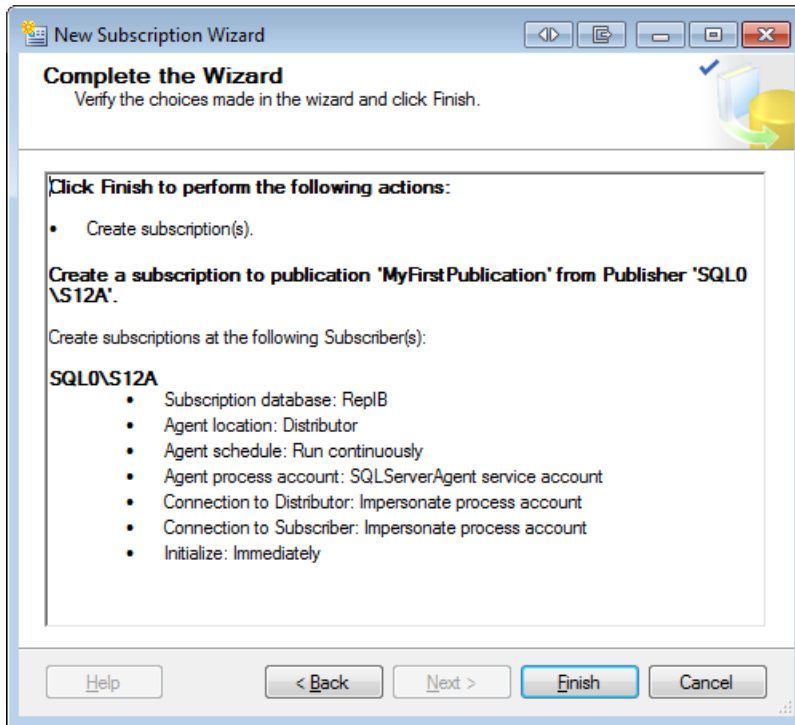 New Subscription Wizard
Complete the Wizard
Verify the choices made in the wizard and click Finish.
Click Finish to perform the following actions:
• Create subscription(s).
Create a subscription to publication 'MyFirstPublication' from Publisher 'SQL0
\S12A'.
Create subscriptions at the following Subscriber(s):
SQL0\S12A
• Subscription database: ReplB
• Agent location: Distributor
• Agent schedule: Run continuously
• Agent process account: SQLServerAgent service account
• Connection to Distributor: Impersonate process account
• Connection to Subscriber: Impersonate process account
• Initialize: Immediately
Help
< Back
Next >
Finish
Cancel